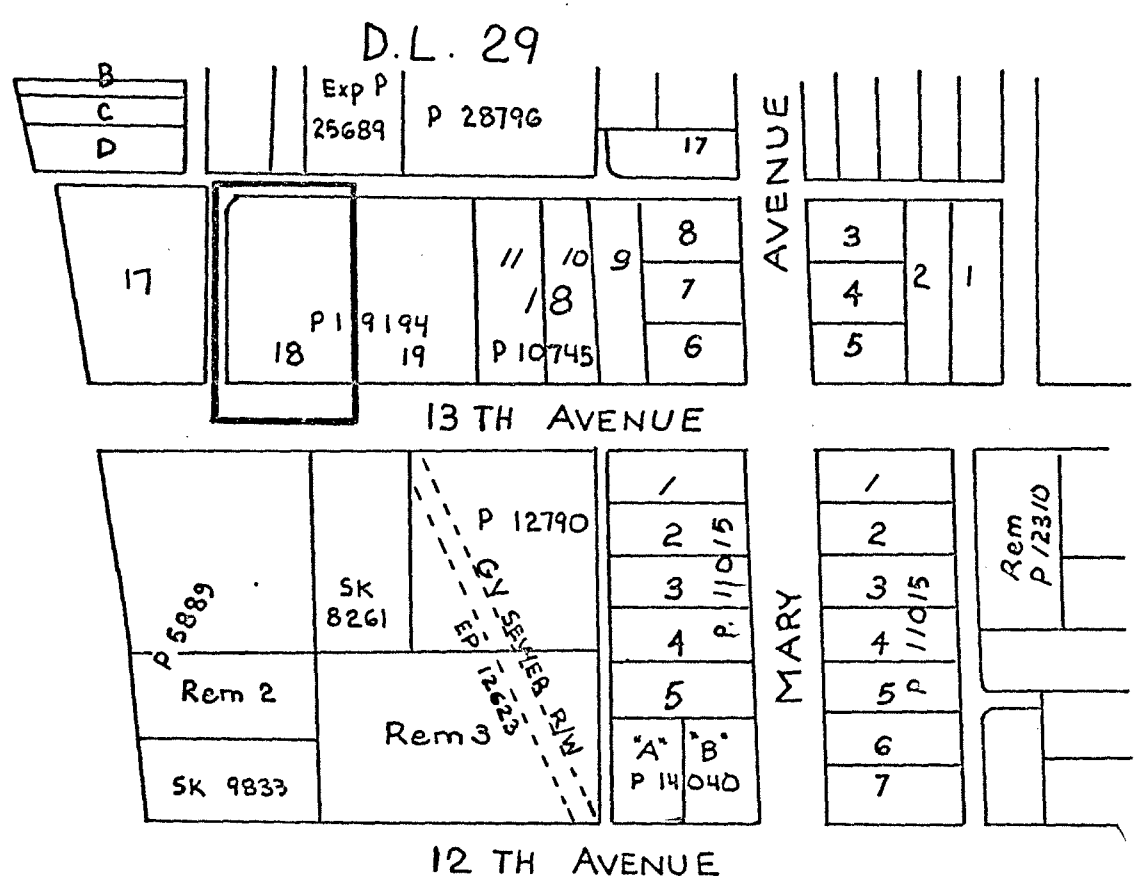 D.L. 29
B
C
D
Exp P
25689
P 28796
17
AVENUE
17
P 19194
18
19
11
10
9
18
P 10745
8
7
6
3
4
5
2
1
13 TH AVENUE
P 5889
SK
8261
P 12790
GV SEWER R/W
EP 12623
Rem 2
SK 9833
Rem 3
1
2
3
4
5
P. 11015
"A" "B"
P 14040
MARY
1
2
3
4
5
6
7
P 11015
Rem
P 12310
12 TH AVENUE